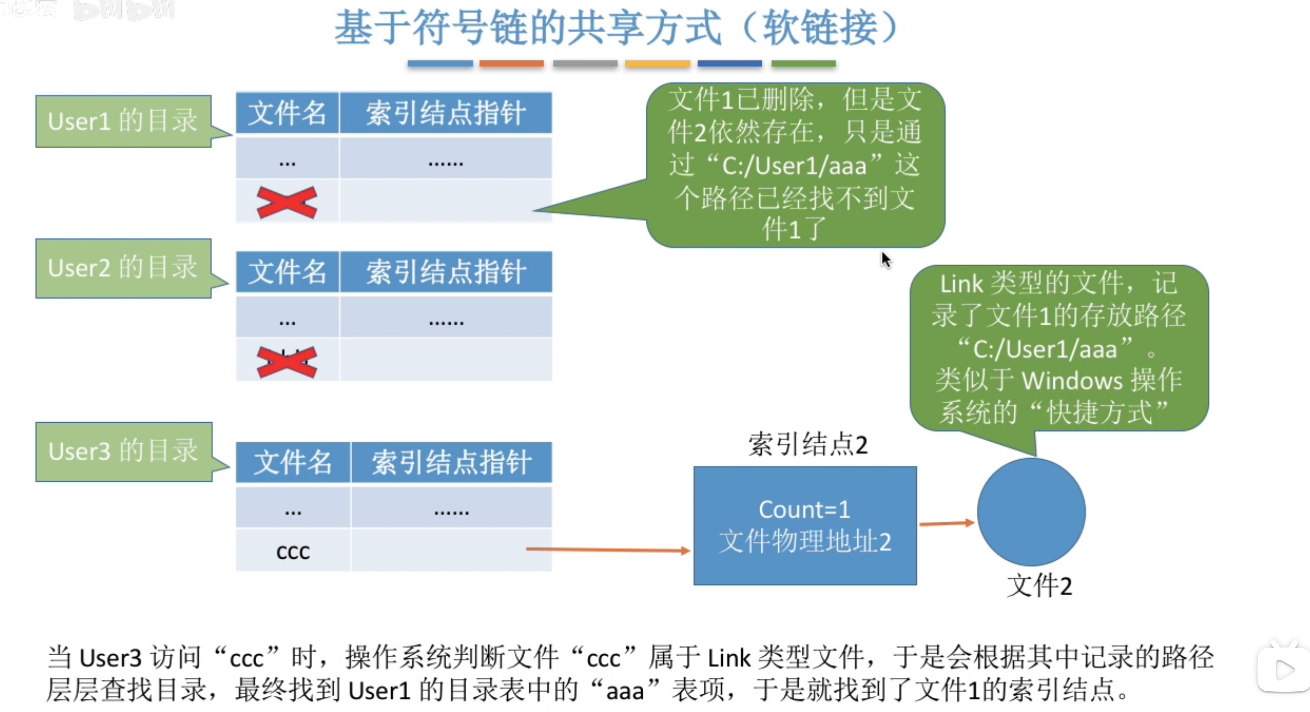 基于符号链的共享方式（软链接）
User1 的目录
文件名 索引结点指针
... ......
文件1已删除，但是文
件2依然存在，只是通
过“C:/User1/aaa”这
个路径已经找不到文
件1了
User2 的目录
文件名 索引结点指针
... ......
Link 类型的文件，记
录了文件1的存放路径
“C:/User1/aaa”。
类似于 Windows 操作
系统的“快捷方式”
User3 的目录
文件名 索引结点指针
... ......
ccc
索引结点2
Count=1
文件物理地址2
文件2
当 User3 访问“ccc”时，操作系统判断文件“ccc”属于 Link 类型文件，于是会根据其中记录的路径
层层查找目录，最终找到 User1 的目录表中的“aaa”表项，于是就找到了文件1的索引结点。